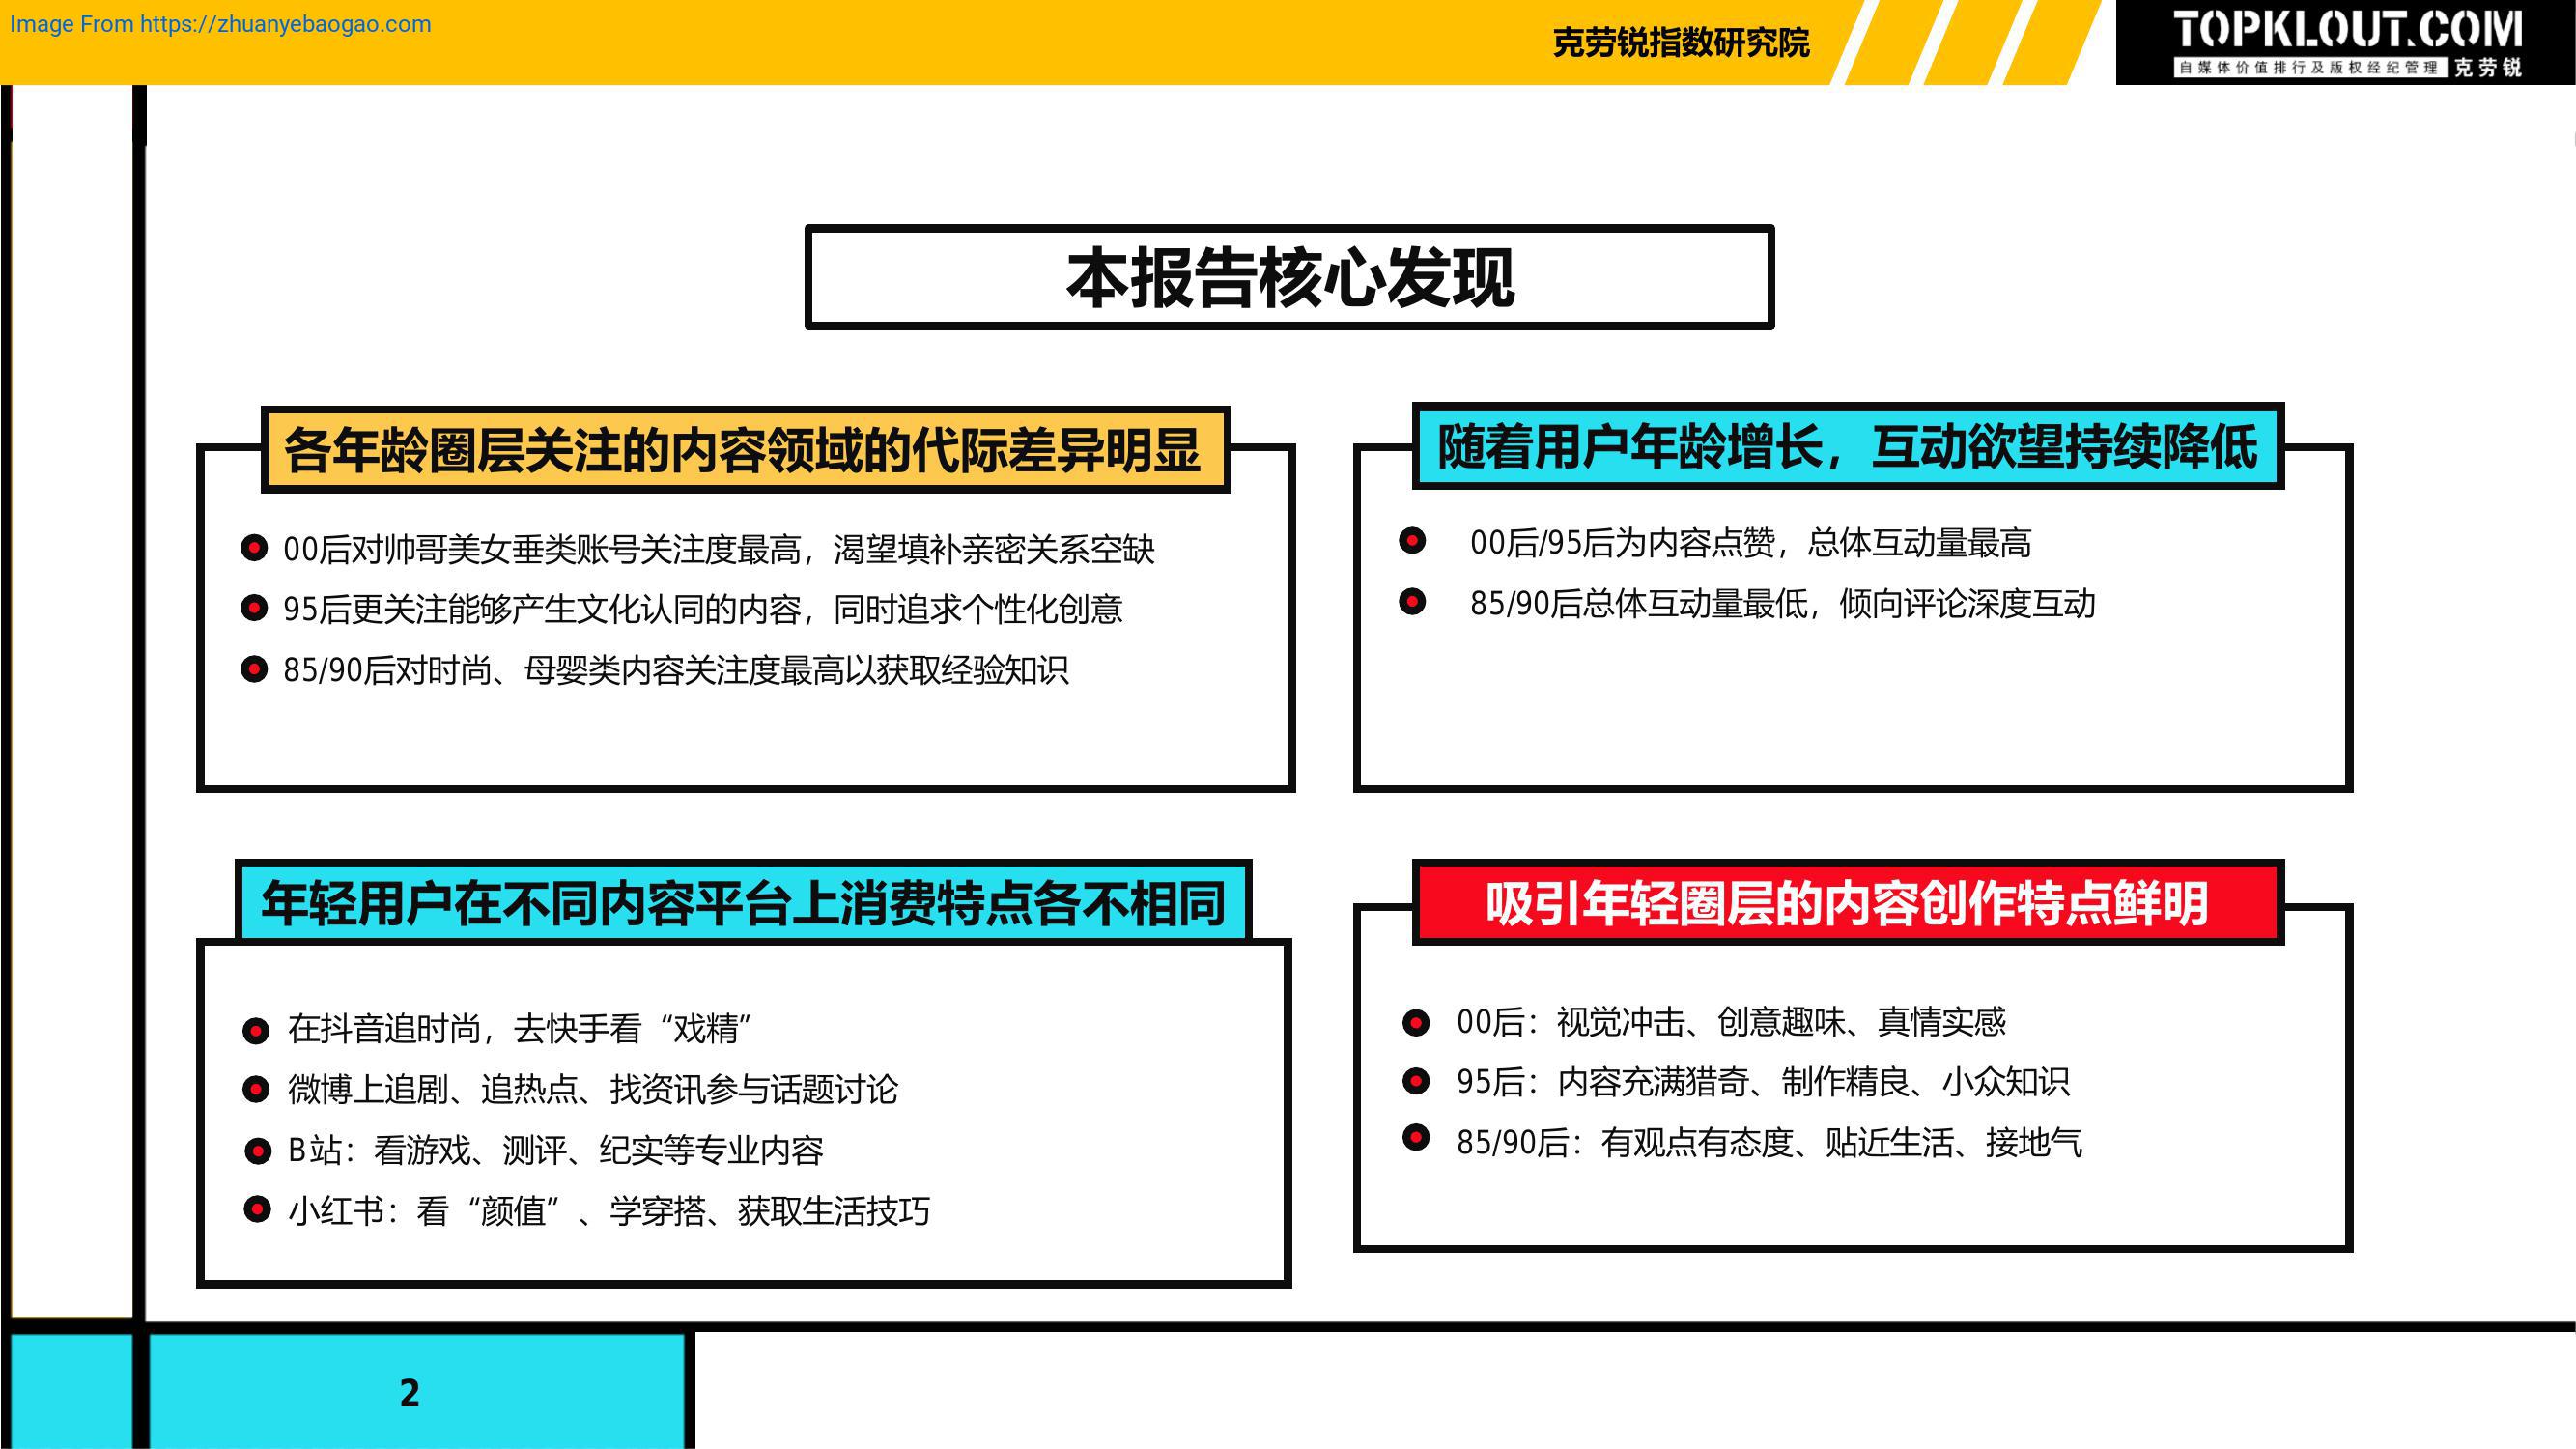 Image From https://zhuanyebaogao.com
克劳锐指数研究院
TOPKLOUT.COM
自媒体价值排行及版权经纪管理 克劳锐
本报告核心发现
各年龄圈层关注的内容领域的代际差异明显
00后对帅哥美女垂类账号关注度最高，渴望填补亲密关系空缺
95后更关注能够产生文化认同的内容，同时追求个性化创意
85/90后对时尚、母婴类内容关注度最高以获取经验知识
随着用户年龄增长，互动欲望持续降低
00后/95后为内容点赞，总体互动量最高
85/90后总体互动量最低，倾向评论深度互动
年轻用户在不同内容平台上消费特点各不相同
在抖音追时尚，去快手看“戏精”
微博上追剧、追热点、找资讯参与话题讨论
B站：看游戏、测评、纪实等专业内容
小红书：看“颜值”、学穿搭、获取生活技巧
吸引年轻圈层的内容创作特点鲜明
00后：视觉冲击、创意趣味、真情实感
95后：内容充满猎奇、制作精良、小众知识
85/90后：有观点有态度、贴近生活、接地气
2